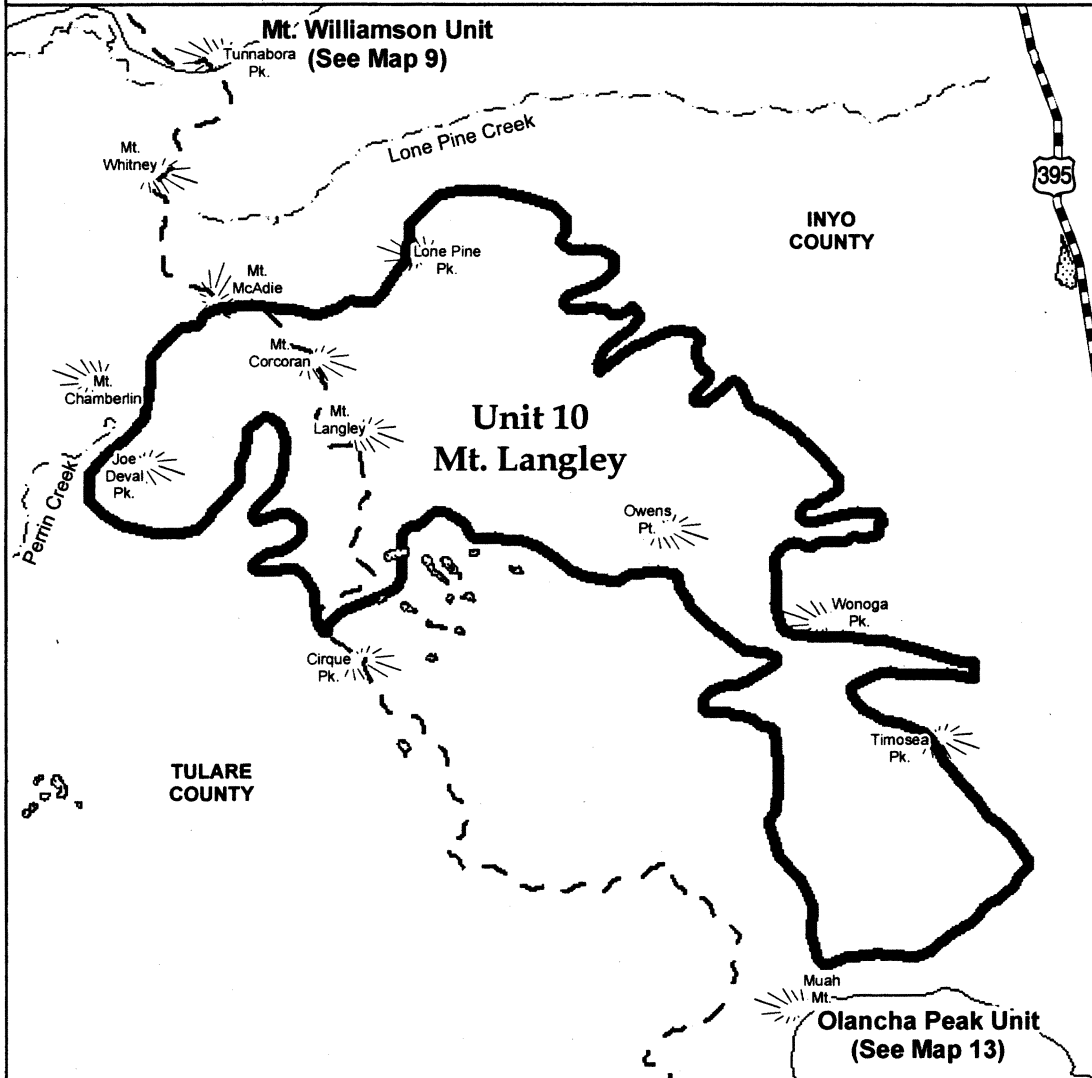 Mt. Williamson Unit
(See Map 9)
Tunnabora
Pk.
Lone Pine Creek
Mt.
Whitney
395
INYO
COUNTY
Lone Pine
Pk.
Mt.
McAdie
Mt.
Corcoran
Mt.
Chamberlin
Mt.
Langley
Unit 10
Mt. Langley
Joe
Deval
Pk.
Perrin Creek
Owens
Pt.
Wonoga
Pk.
Cirque
Pk.
Timosea
Pk.
TULARE
COUNTY
Muah
Mt.
Olancha Peak Unit
(See Map 13)